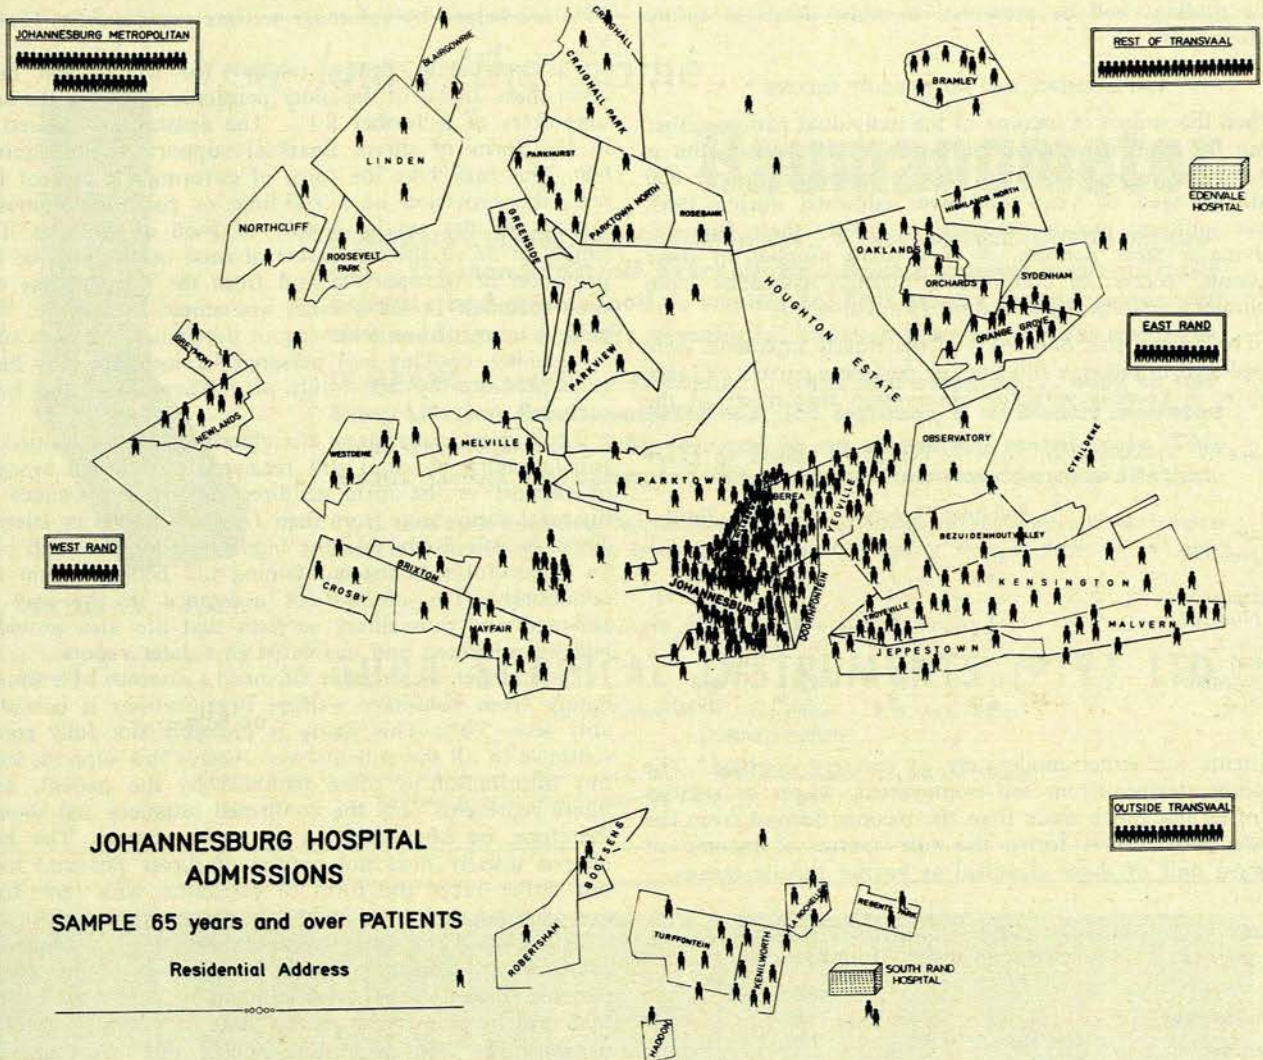 JOHANNESBURG METROPOLITAN
BLAIRGOWRIE
CRAIGHALL
CRAIGHALL PARK
BRAMLEY
REST OF TRANSVAAL
LINDEN
PARKHURST
EDENVALE
HOSPITAL
NORTHCLIFF
GREENSIDE
PARKTOWN NORTH
ROSEBANK
HIGHLANDS NORTH
ROOSEVELT
PARK
OAKLANDS
ORCHARDS
SYDENHAM
HOUGHTON ESTATE
ORANGE GROVE
EAST RAND
GREYMONT
PARKVIEW
NEWLANDS
WESTDENE
MELVILLE
OBSERVATORY
CYRILDENE
PARKTOWN
BEREA
YEOVILLE
WEST RAND
BRIXTON
CROSBY
BEZUIDENHOUT VALLEY
KENSINGTON
JOHANNESBURG
DOORNFONTEIN
TROYEVILLE
MAYFAIR
MALVERN
JEPPESTOWN
OUTSIDE TRANSVAAL
JOHANNESBURG HOSPITAL
ADMISSIONS
SAMPLE 65 years and over PATIENTS
Residential Address
BOOYSENS
ROBERTSHAM
TURFFONTEIN
KENILWORTH
LA ROCHELLE
REGENTS PARK
SOUTH RAND
HOSPITAL
HADDON